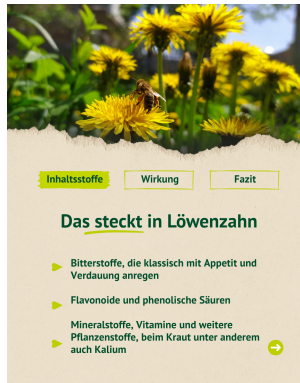 Inhaltsstoffe
Wirkung
Fazit
Das steckt in Löwenzahn
Bitterstoffe, die klassisch mit Appetit und
Verdauung anregen
Flavonoide und phenolische Säuren
Mineralstoffe, Vitamine und weitere
Pflanzenstoffe, beim Kraut unter anderem
auch Kalium